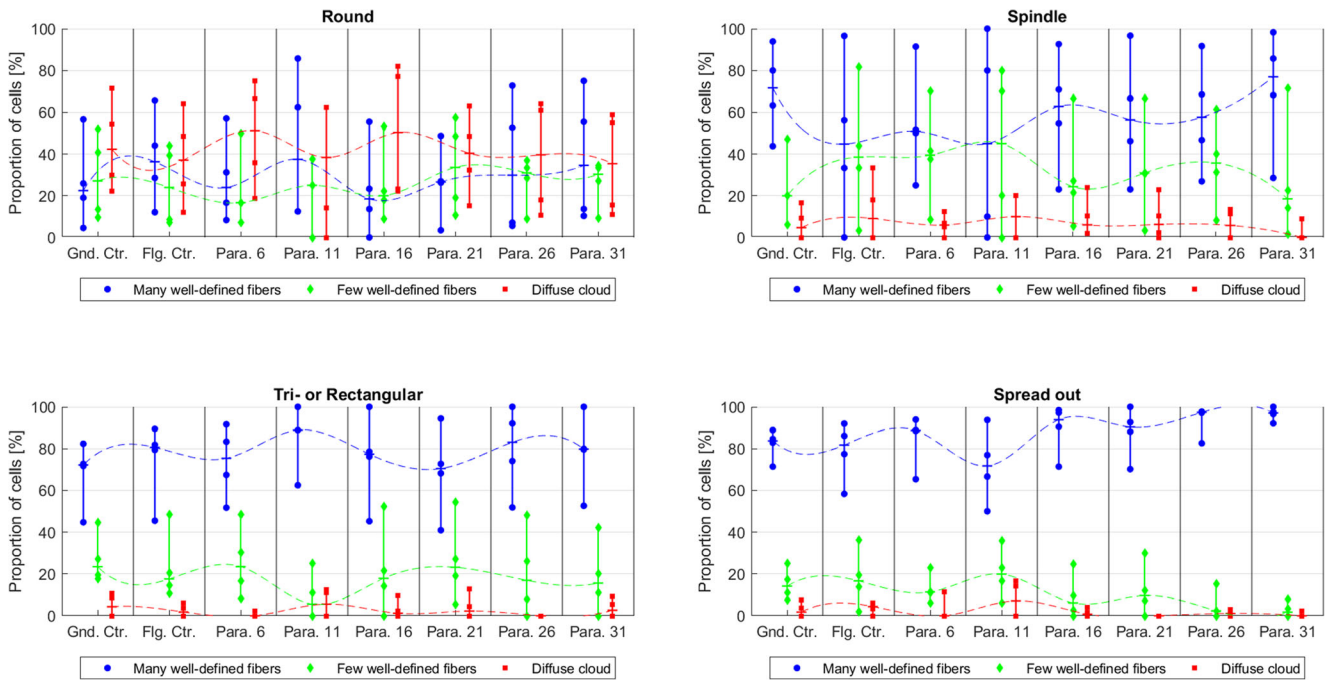 Round
Proportion of cells [%]
100
80
60
40
20
0
Gnd. Ctr. Flg. Ctr. Para. 6 Para. 11 Para. 16 Para. 21 Para. 26 Para. 31
Many well-defined fibers Few well-defined fibers Diffuse cloud
Spindle
Proportion of cells [%]
100
80
60
40
20
0
Gnd. Ctr. Flg. Ctr. Para. 6 Para. 11 Para. 16 Para. 21 Para. 26 Para. 31
Many well-defined fibers Few well-defined fibers Diffuse cloud
Tri- or Rectangular
Proportion of cells [%]
100
80
60
40
20
0
Gnd. Ctr. Flg. Ctr. Para. 6 Para. 11 Para. 16 Para. 21 Para. 26 Para. 31
Many well-defined fibers Few well-defined fibers Diffuse cloud
Spread out
Proportion of cells [%]
100
80
60
40
20
0
Gnd. Ctr. Flg. Ctr. Para. 6 Para. 11 Para. 16 Para. 21 Para. 26 Para. 31
Many well-defined fibers Few well-defined fibers Diffuse cloud